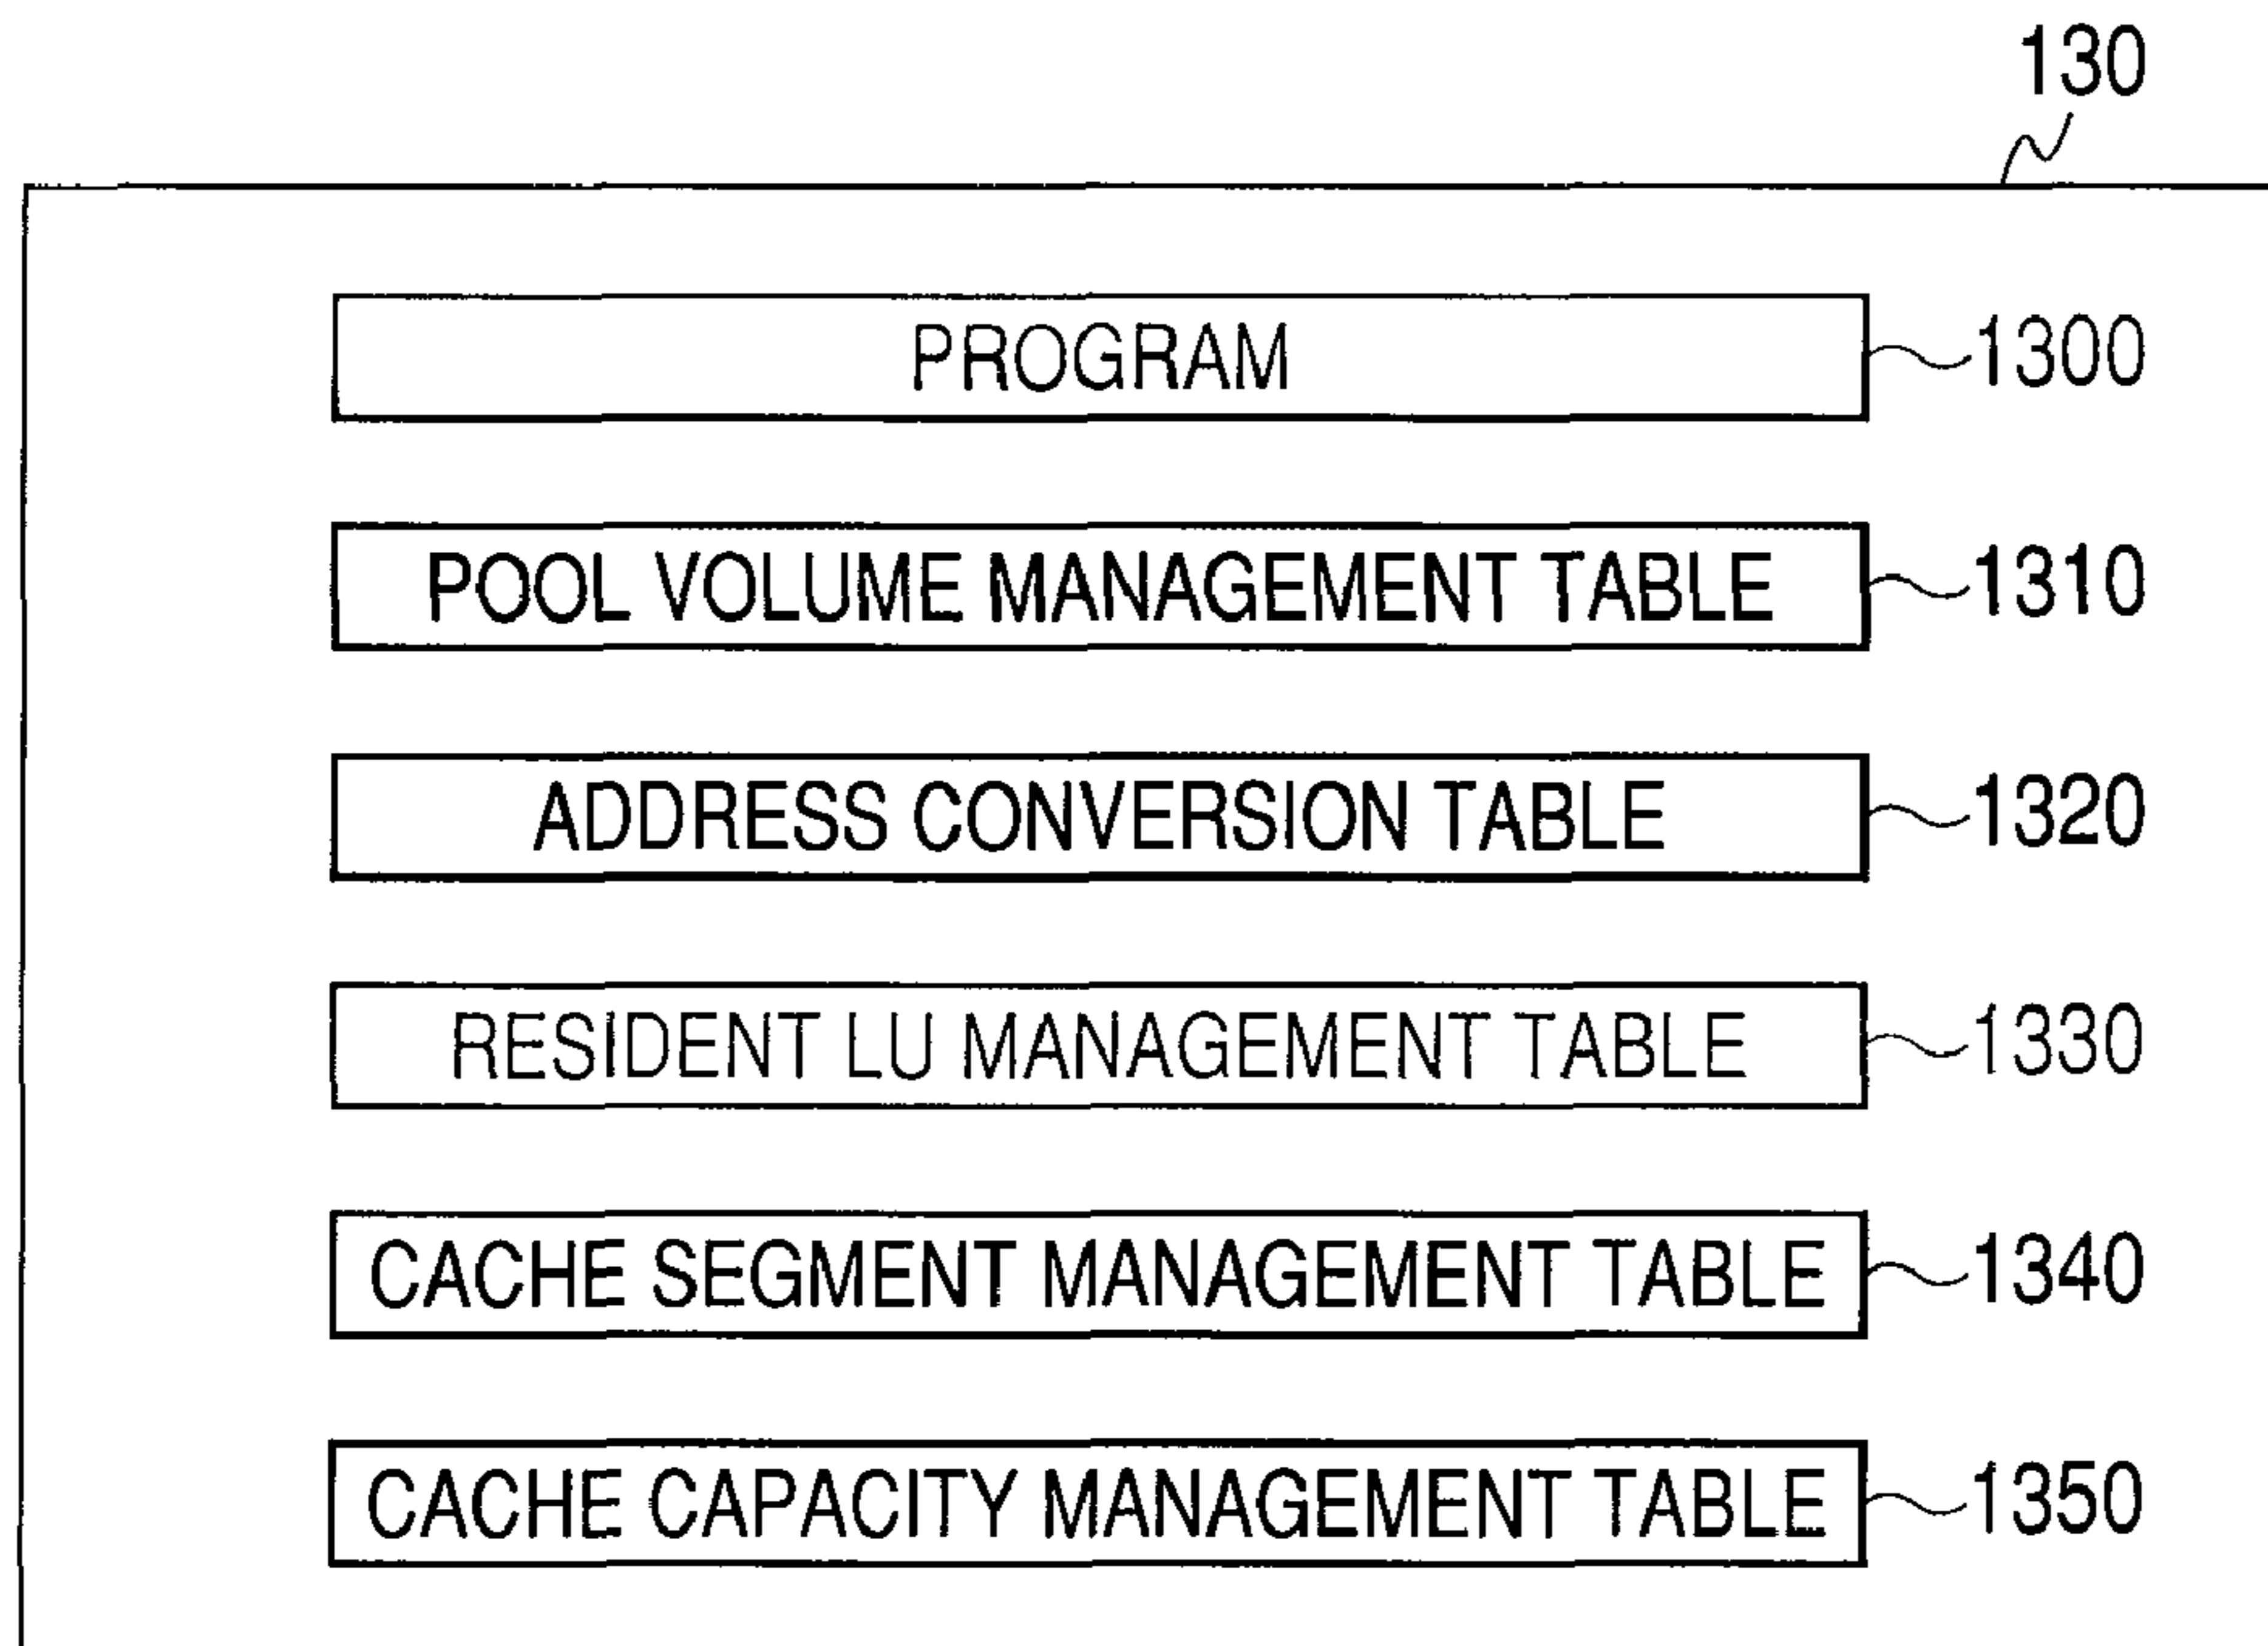 130
PROGRAM 1300
POOL VOLUME MANAGEMENT TABLE 1310
ADDRESS CONVERSION TABLE 1320
RESIDENT LU MANAGEMENT TABLE 1330
CACHE SEGMENT MANAGEMENT TABLE 1340
CACHE CAPACITY MANAGEMENT TABLE 1350